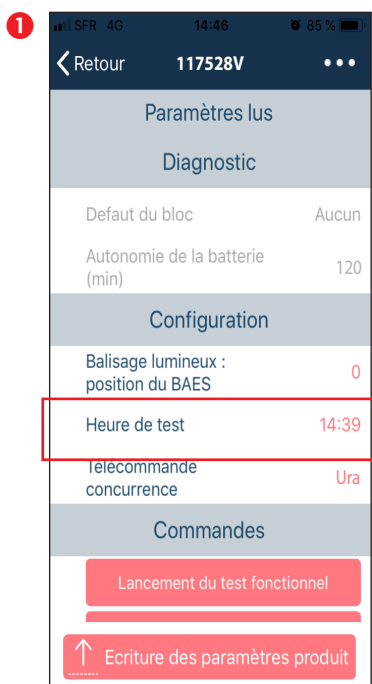 1
SFR 4G 14:46 85 %
Retour 117528V
Paramètres lus
Diagnostic
Defaut du bloc Aucun
Autonomie de la batterie
(min) 120
Configuration
Balisage lumineux :
position du BAES 0
Heure de test 14:39
Télécommande
concurrence Ura
Commandes
Lancement du test fonctionnel
Ecriture des paramètres produit